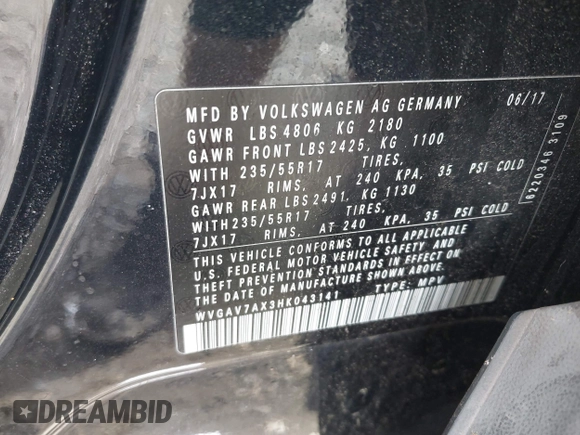 MFD BY VOLKSWAGEN AG GERMANY 06/17
GVWR LBS 4806 KG 2180
GAWR FRONT LBS 2425, KG 1100
WITH 235/55R17 TIRES,
7JX17 RIMS, AT 240 KPA, 35 PSI COLD
GAWR REAR LBS 2491, KG 1130
WITH 235/55R17 TIRES,
7JX17 RIMS, AT 240 KPA, 35 PSI COLD
THIS VEHICLE CONFORMS TO ALL APPLICABLE
U.S. FEDERAL MOTOR VEHICLE SAFETY AND
THEFT PREVENTION STANDARDS IN EFFECT ON
THE DATE OF MANUFACTURE SHOWN ABOVE.
WVGAV7AX3HK043141 TYPE: MPV
6220346 3109
DREAMBID